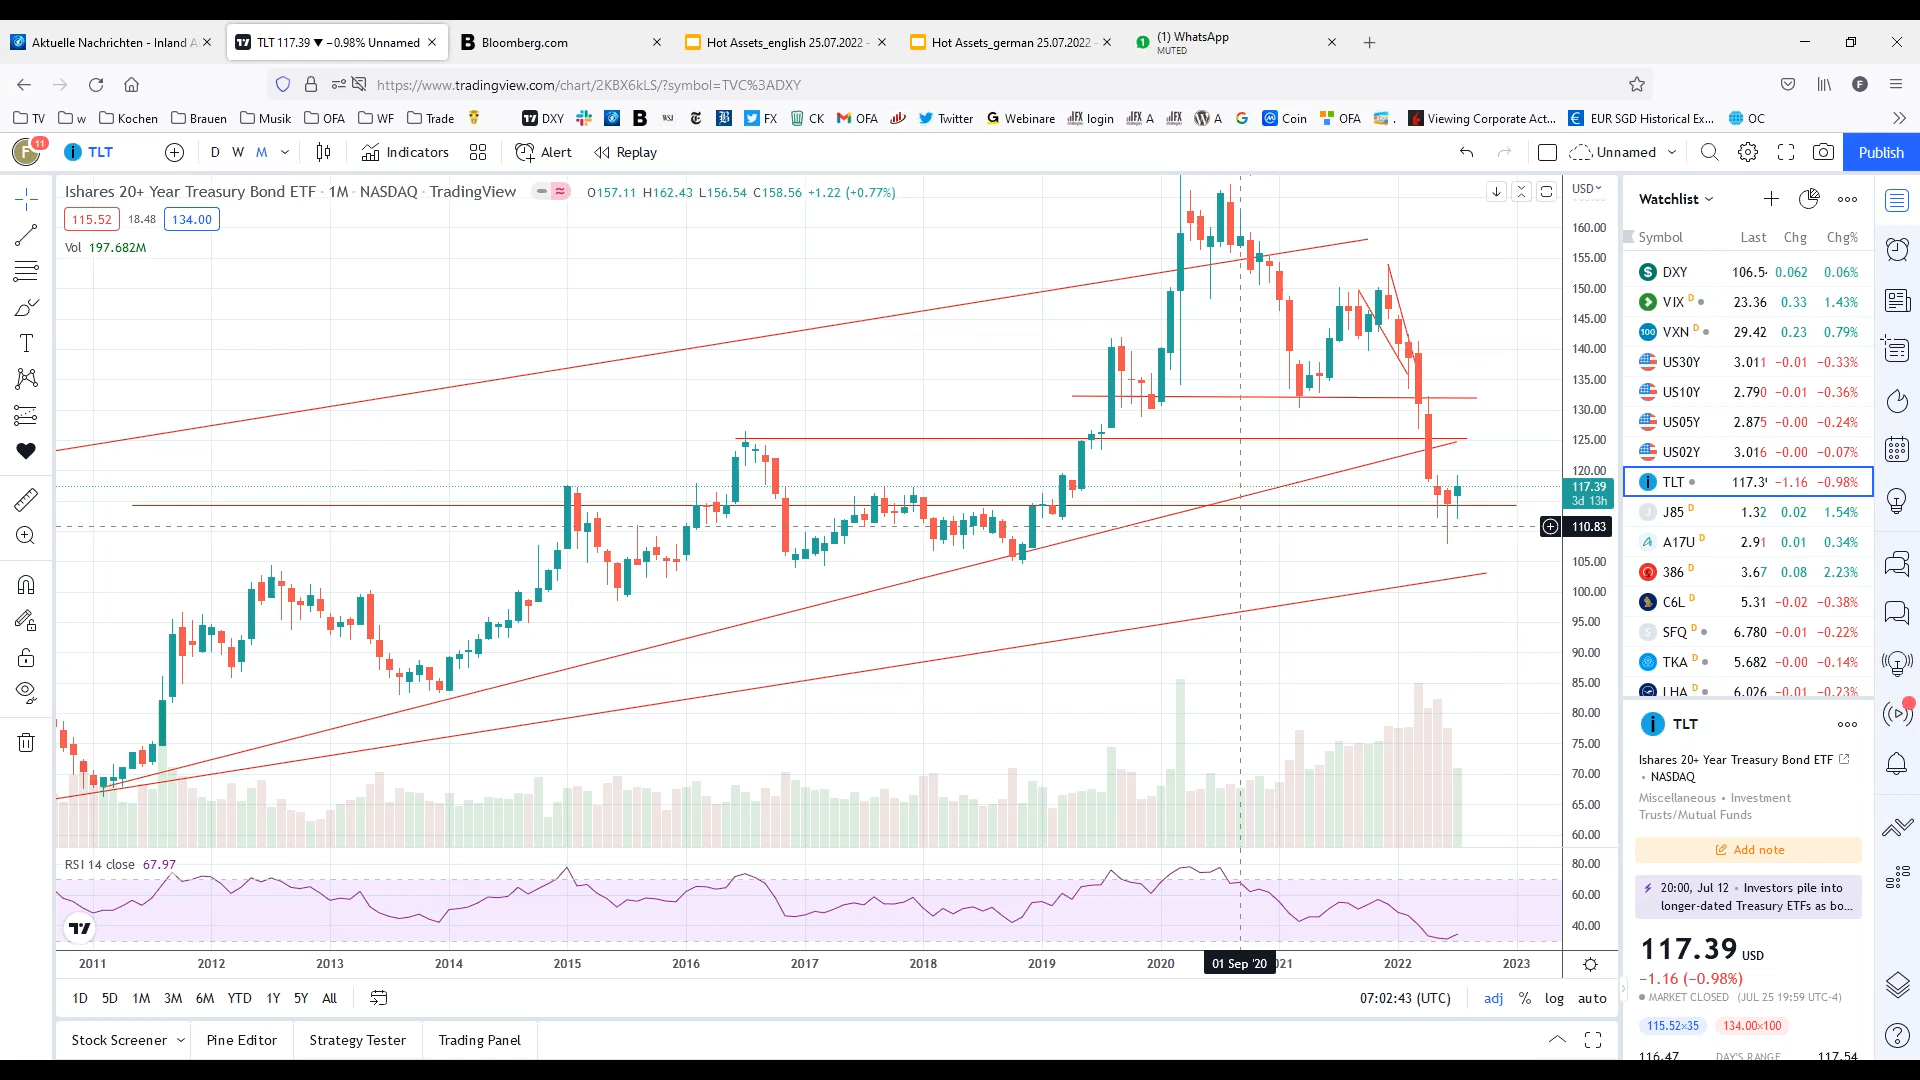 Aktuelle Nachrichten - Inland A
TLT 117.39 ▼ −0.98% Unnamed
Bloomberg.com
Hot Assets_english 25.07.2022 -
Hot Assets_german 25.07.2022 -
(1) WhatsApp
MUTED
https://www.tradingview.com/chart/2KBX6kLS/?symbol=TVC%3ADXY
TV w Kochen Brauen Musik OFA WF Trade DXY FX CK OFA Twitter Webinare login A A Coin OFA Viewing Corporate Act... EUR SGD Historical Ex... OC
11 TLT D W M Indicators Alert Replay Unnamed Publish
Ishares 20+ Year Treasury Bond ETF · 1M · NASDAQ · TradingView O157.11 H162.43 L156.54 C158.56 +1.22 (+0.77%)
115.52 18.48 134.00
Vol 197.682M
USD
160.00
155.00
150.00
145.00
140.00
135.00
130.00
125.00
120.00
117.39
3d 13h
110.83
105.00
100.00
95.00
90.00
85.00
80.00
75.00
70.00
65.00
60.00
RSI 14 close 67.97
80.00
60.00
40.00
2011 2012 2013 2014 2015 2016 2017 2018 2019 2020 01 Sep '20 021 2022 2023
1D 5D 1M 3M 6M YTD 1Y 5Y All
07:02:43 (UTC) adj % log auto
Stock Screener Pine Editor Strategy Tester Trading Panel
Watchlist
Symbol Last Chg Chg%
DXY 106.5 0.062 0.06%
VIX D 23.36 0.33 1.43%
VXN D 29.42 0.23 0.79%
US30Y 3.011 −0.01 −0.33%
US10Y 2.790 −0.01 −0.36%
US05Y 2.875 −0.00 −0.24%
US02Y 3.016 −0.00 −0.07%
TLT 117.3 −1.16 −0.98%
J85 D 1.32 0.02 1.54%
A17U D 2.91 0.01 0.34%
386 D 3.67 0.08 2.23%
C6L D 5.31 −0.02 −0.38%
SFQ D 6.780 −0.01 −0.22%
TKA D 5.682 −0.00 −0.14%
LHA D 6.026 −0.01 −0.23%
TLT
Ishares 20+ Year Treasury Bond ETF
• NASDAQ
Miscellaneous • Investment
Trusts/Mutual Funds
Add note
20:00, Jul 12 • Investors pile into
longer-dated Treasury ETFs as bo...
117.39 USD
−1.16 (−0.98%)
MARKET CLOSED (JUL 25 19:59 UTC-4)
115.52×35 134.00×100
116.47 DAY'S RANGE 117.54